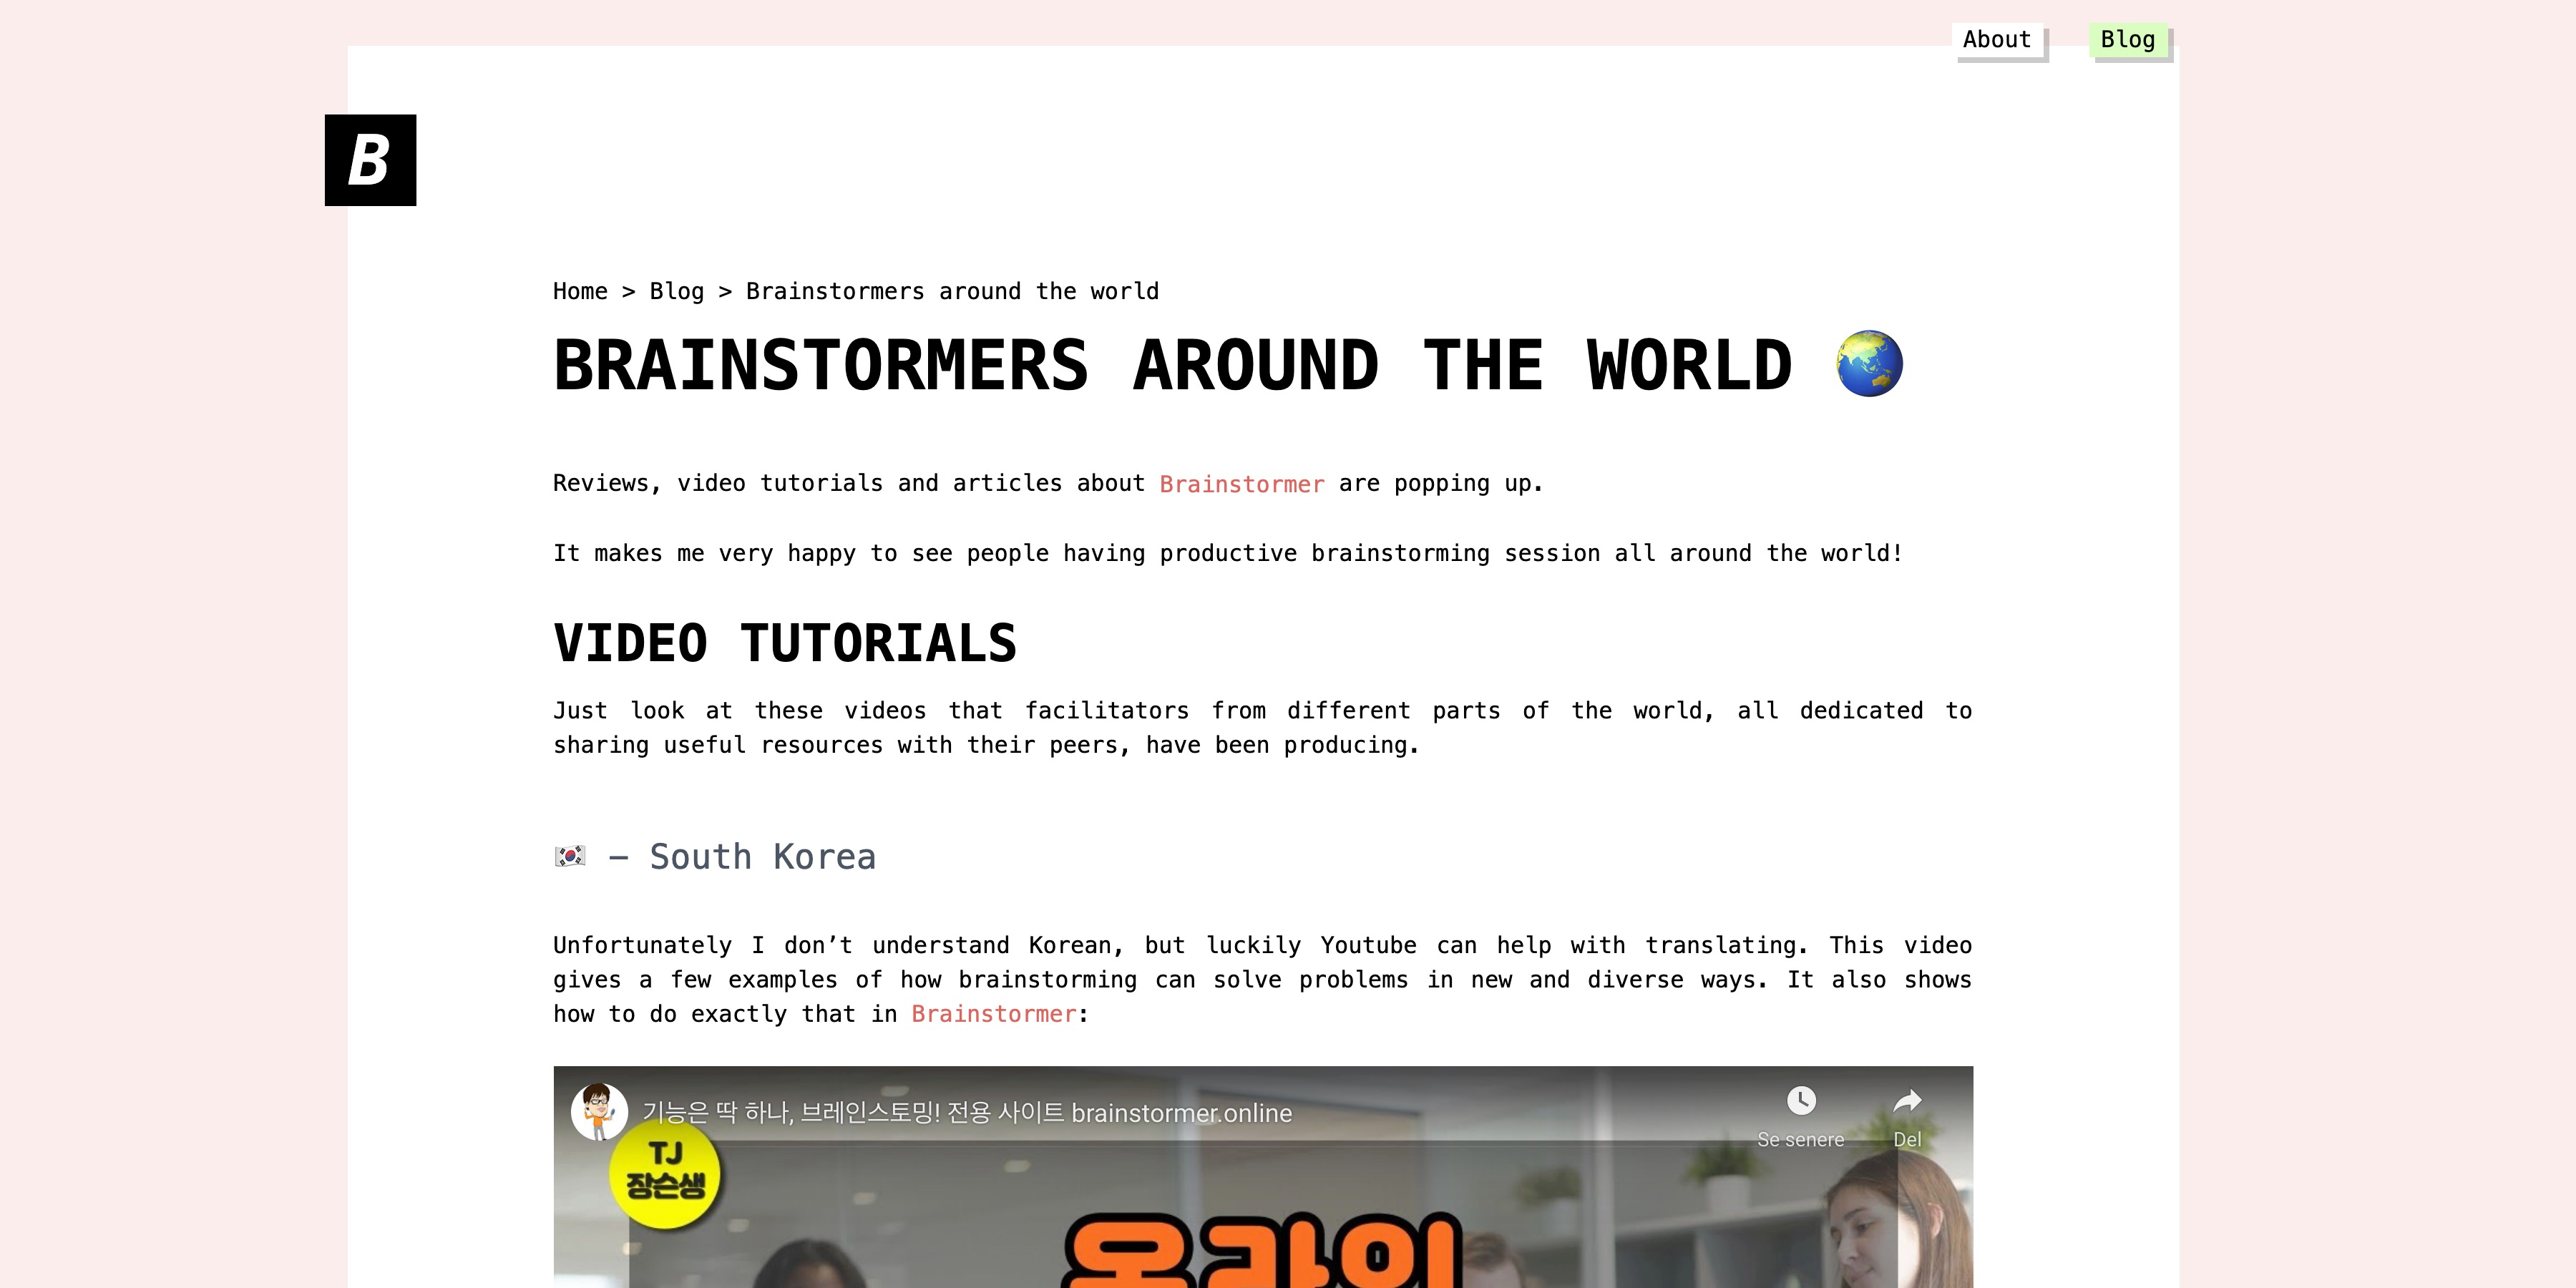 About Blog
B
Home > Blog > Brainstormers around the world
BRAINSTORMERS AROUND THE WORLD 🌏
Reviews, video tutorials and articles about Brainstormer are popping up.
It makes me very happy to see people having productive brainstorming session all around the world!
VIDEO TUTORIALS
Just look at these videos that facilitators from different parts of the world, all dedicated to
sharing useful resources with their peers, have been producing.
🇰🇷 – South Korea
Unfortunately I don’t understand Korean, but luckily Youtube can help with translating. This video
gives a few examples of how brainstorming can solve problems in new and diverse ways. It also shows
how to do exactly that in Brainstormer:
기능은 딱 하나, 브레인스토밍! 전용 사이트 brainstormer.online
Se senere Del
TJ
장슨생